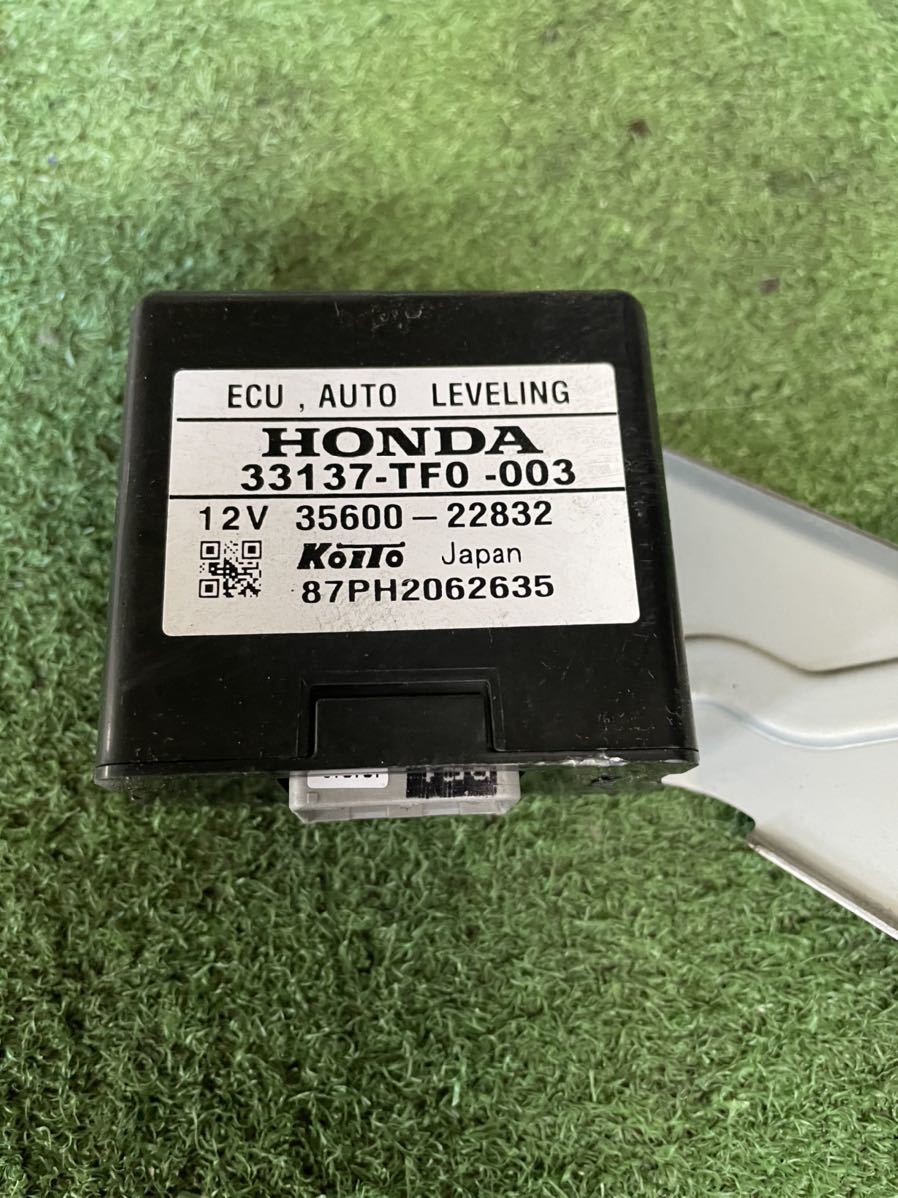 ECU , AUTO LEVELING
HONDA
33137-TF0 -003
12V 35600-22832
KOITO Japan
87PH2062635